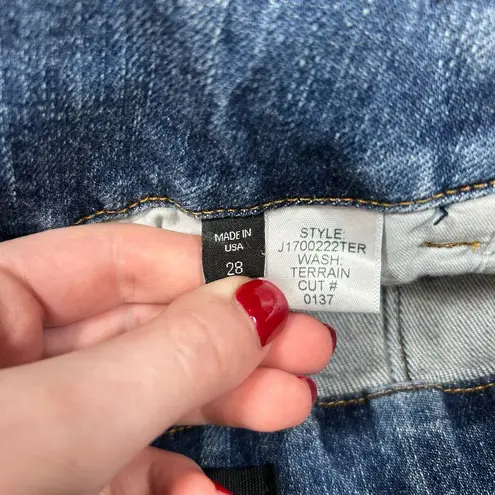 MADE IN
USA
28
STYLE:
J1700222TER
WASH:
TERRAIN
CUT #
0137